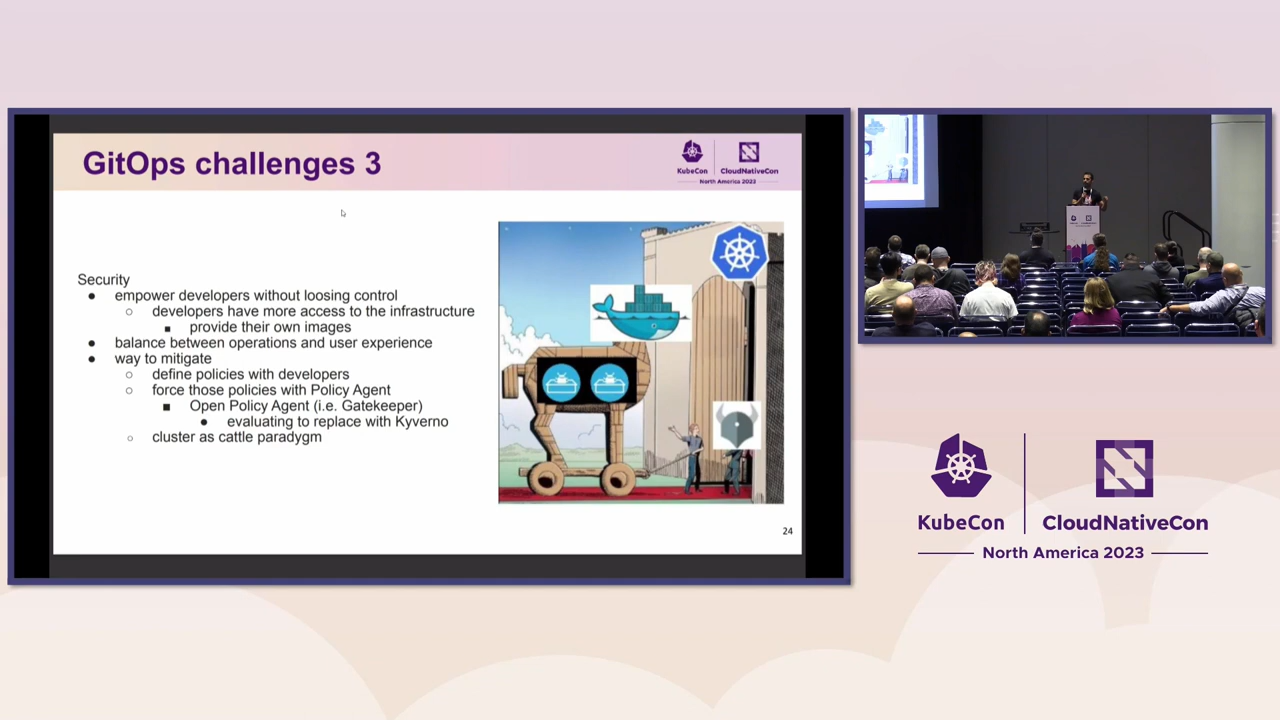 GitOps challenges 3
KubeCon
CloudNativeCon
North America 2023
Security
● empower developers without loosing control
○ developers have more access to the infrastructure
■ provide their own images
● balance between operations and user experience
● way to mitigate
○ define policies with developers
○ force those policies with Policy Agent
■ Open Policy Agent (i.e. Gatekeeper)
● evaluating to replace with Kyverno
○ cluster as cattle paradygm
24
KubeCon
CloudNativeCon
North America 2023